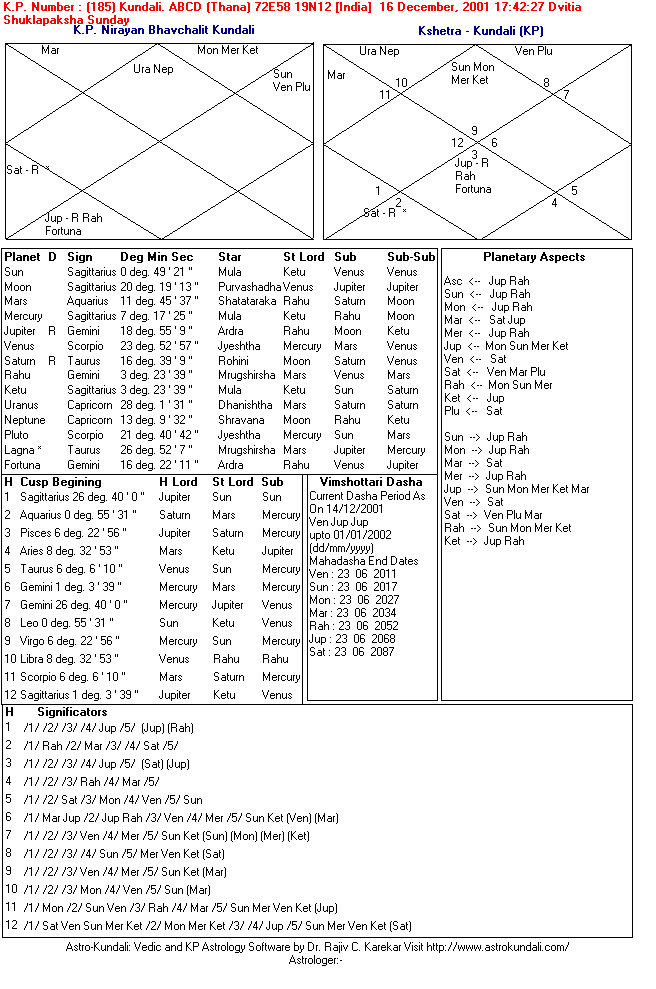 K.P. Number : (185) Kundali. ABCD (Thana) 72E58 19N12 [India] 16 December, 2001 17:42:27 Dvitia
Shuklapaksha Sunday
K.P. Nirayan Bhavchalit Kundali
Mar
Mon Mer Ket
Ura Nep
Sun
Ven Plu
Sat - R *
Jup - R Rah
Fortuna
Kshetra - Kundali (KP)
Ura Nep
Ven Plu
Mar
Sun Mon
Mer Ket
10
8
11
7
9
12
6
3
Jup - R
Rah
Fortuna
1
5
2
4
Sat - R *
Planet D Sign Deg Min Sec Star St Lord Sub Sub-Sub
Sun Sagittarius 0 deg. 49 ' 21 " Mula Ketu Venus Venus
Moon Sagittarius 20 deg. 19 ' 13 " Purvashadha Venus Jupiter Jupiter
Mars Aquarius 11 deg. 45 ' 37 " Shatataraka Rahu Saturn Moon
Mercury Sagittarius 7 deg. 17 ' 25 " Mula Ketu Rahu Moon
Jupiter R Gemini 18 deg. 55 ' 9 " Ardra Rahu Moon Ketu
Venus Scorpio 23 deg. 52 ' 57 " Jyeshtha Mercury Mars Venus
Saturn R Taurus 16 deg. 39 ' 9 " Rohini Moon Saturn Venus
Rahu Gemini 3 deg. 23 ' 39 " Mrugshirsha Mars Venus Mars
Ketu Sagittarius 3 deg. 23 ' 39 " Mula Ketu Sun Saturn
Uranus Capricorn 28 deg. 1 ' 31 " Dhanishtha Mars Saturn Saturn
Neptune Capricorn 13 deg. 9 ' 32 " Shravana Moon Rahu Ketu
Pluto Scorpio 21 deg. 40 ' 42 " Jyeshtha Mercury Sun Mars
Lagna * Taurus 26 deg. 52 ' 7 " Mrugshirsha Mars Jupiter Mercury
Fortuna Gemini 16 deg. 22 ' 11 " Ardra Rahu Venus Jupiter
Planetary Aspects
Asc <-- Jup Rah
Sun <-- Jup Rah
Mon <-- Jup Rah
Mar <-- Sat Jup
Mer <-- Jup Rah
Jup <-- Mon Sun Mer Ket
Ven <-- Sat
Sat <-- Ven Mar Plu
Rah <-- Mon Sun Mer
Ket <-- Jup
Plu <-- Sat
Sun --> Jup Rah
Mon --> Jup Rah
Mar --> Sat
Mer --> Jup Rah
Jup --> Sun Mon Mer Ket Mar
Ven --> Sat
Sat --> Ven Plu Mar
Rah --> Sun Mon Mer Ket
Ket --> Jup Rah
H Cusp Begining H Lord St Lord Sub
1 Sagittarius 26 deg. 40 ' 0 " Jupiter Sun Sun
2 Aquarius 0 deg. 55 ' 31 " Saturn Mars Mercury
3 Pisces 6 deg. 22 ' 56 " Jupiter Saturn Mercury
4 Aries 8 deg. 32 ' 53 " Mars Ketu Jupiter
5 Taurus 6 deg. 6 ' 10 " Venus Sun Mercury
6 Gemini 1 deg. 3 ' 39 " Mercury Mars Mercury
7 Gemini 26 deg. 40 ' 0 " Mercury Jupiter Venus
8 Leo 0 deg. 55 ' 31 " Sun Ketu Venus
9 Virgo 6 deg. 22 ' 56 " Mercury Sun Mercury
10 Libra 8 deg. 32 ' 53 " Venus Rahu Rahu
11 Scorpio 6 deg. 6 ' 10 " Mars Saturn Mercury
12 Sagittarius 1 deg. 3 ' 39 " Jupiter Ketu Venus
Vimshottari Dasha
Current Dasha Period As
On 14/12/2001
Ven Jup Jup
upto 01/01/2002
(dd/mm/yyyy)
Mahadasha End Dates
Ven : 23 06 2011
Sun : 23 06 2017
Mon : 23 06 2027
Mar : 23 06 2034
Rah : 23 06 2052
Jup : 23 06 2068
Sat : 23 06 2087
H Significators
1 /1/ /2/ /3/ /4/ Jup /5/ (Jup) (Rah)
2 /1/ Rah /2/ Mar /3/ /4/ Sat /5/
3 /1/ /2/ /3/ /4/ Jup /5/ (Sat) (Jup)
4 /1/ /2/ /3/ Rah /4/ Mar /5/
5 /1/ /2/ Sat /3/ Mon /4/ Ven /5/ Sun
6 /1/ Mar Jup /2/ Jup Rah /3/ Ven /4/ Mer /5/ Sun Ket (Ven) (Mar)
7 /1/ /2/ /3/ Ven /4/ Mer /5/ Sun Ket (Sun) (Mon) (Mer) (Ket)
8 /1/ /2/ /3/ /4/ Sun /5/ Mer Ven Ket (Sat)
9 /1/ /2/ /3/ Ven /4/ Mer /5/ Sun Ket (Mar)
10 /1/ /2/ /3/ Mon /4/ Ven /5/ Sun (Mar)
11 /1/ Mon /2/ Sun Ven /3/ Rah /4/ Mar /5/ Sun Mer Ven Ket (Jup)
12 /1/ Sat Ven Sun Mer Ket /2/ Mon Mer Ket /3/ /4/ Jup /5/ Sun Mer Ven Ket (Sat)
Astro-Kundali: Vedic and KP Astrology Software by Dr. Rajiv C. Karekar Visit http://www.astrokundali.com/
Astrologer:-